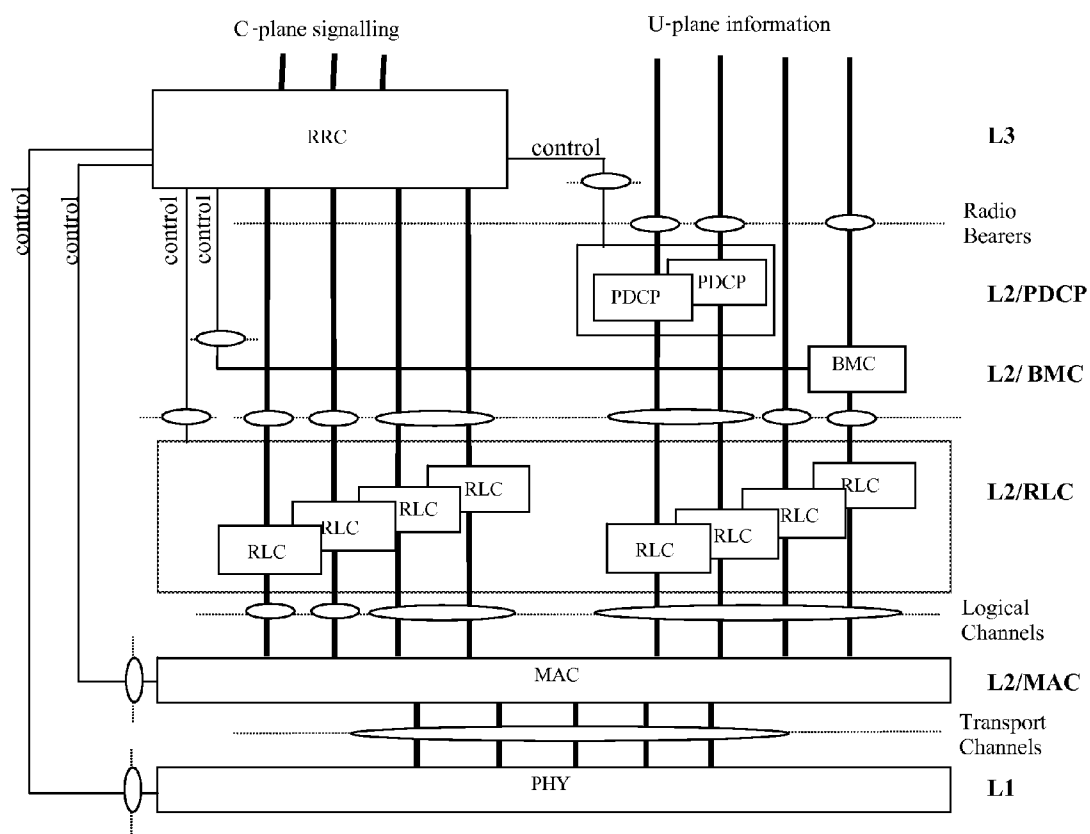 C-plane signalling
U-plane information
RRC
L3
control
control
control
control
control
Radio
Bearers
PDCP
PDCP
L2/PDCP
BMC
L2/ BMC
RLC
RLC
RLC
RLC
RLC
RLC
RLC
RLC
L2/RLC
Logical
Channels
MAC
L2/MAC
Transport
Channels
PHY
L1